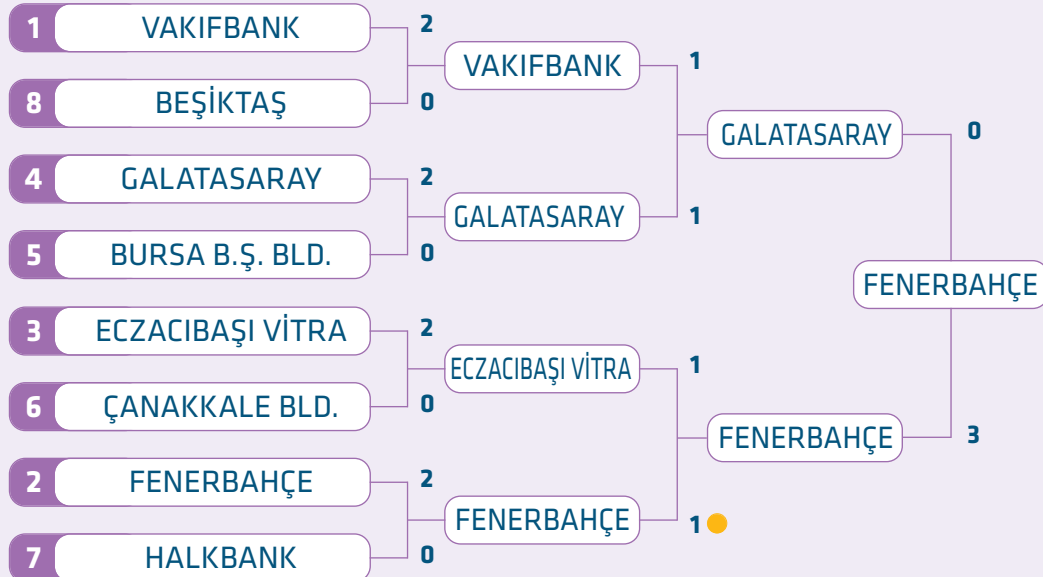 1 VAKIFBANK 2
8 BEŞİKTAŞ 0
VAKIFBANK 1
4 GALATASARAY 2
5 BURSA B.Ş. BLD. 0
GALATASARAY 1
GALATASARAY 0
3 ECZACIBAŞI VİTRA 2
6 ÇANAKKALE BLD. 0
ECZACIBAŞI VİTRA 1
2 FENERBAHÇE 2
7 HALKBANK 0
FENERBAHÇE 1
FENERBAHÇE 3
FENERBAHÇE